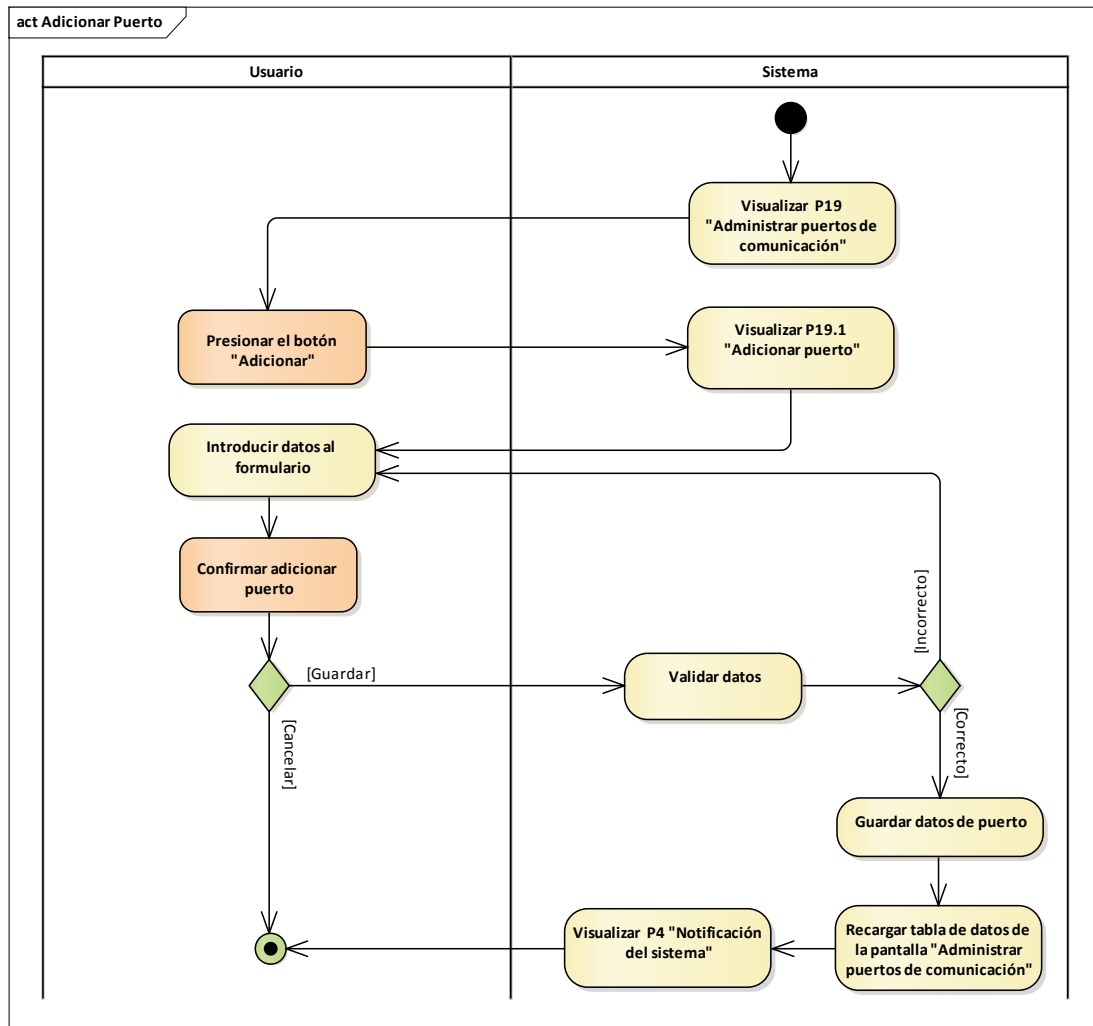 act Adicionar Puerto
Usuario
Sistema
Visualizar P19
"Administrar puertos de
comunicación"
Presionar el botón
"Adicionar"
Visualizar P19.1
"Adicionar puerto"
Introducir datos al
formulario
Confirmar adicionar
puerto
[Incorrecto]
[Guardar]
Validar datos
[Cancelar]
[Correcto]
Guardar datos de puerto
Visualizar P4 "Notificación
del sistema"
Recargar tabla de datos de
la pantalla "Administrar
puertos de comunicación"